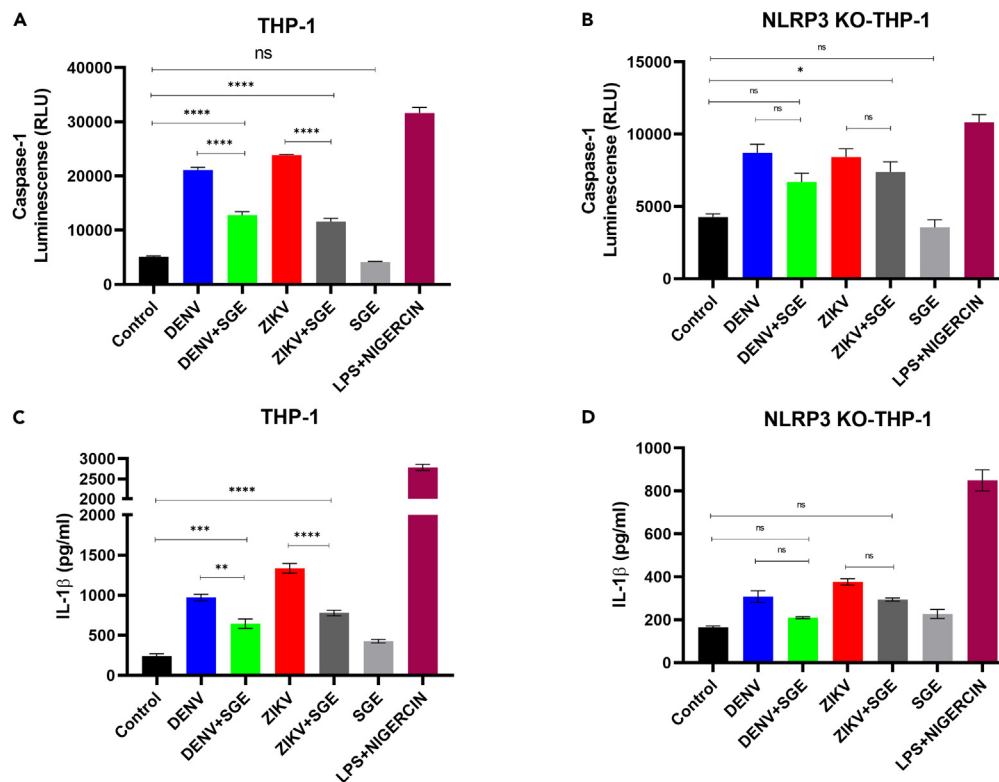 A
THP-1
ns
****
****
****
****
40000
30000
20000
10000
0
Caspase-1
Luminescense (RLU)
Control
DENV
DENV+SGE
ZIKV
ZIKV+SGE
SGE
LPS+NIGERCIN
B
NLRP3 KO-THP-1
ns
*
ns
ns
ns
15000
10000
5000
0
Caspase-1
Luminescense (RLU)
Control
DENV
DENV+SGE
ZIKV
ZIKV+SGE
SGE
LPS+NIGERCIN
C
THP-1
3000
2500
2000
2000
1500
1000
500
0
****
***
****
**
IL-1β (pg/ml)
Control
DENV
DENV+SGE
ZIKV
ZIKV+SGE
SGE
LPS+NIGERCIN
D
NLRP3 KO-THP-1
1000
800
600
400
200
0
ns
ns
ns
ns
IL-1β (pg/ml)
Control
DENV
DENV+SGE
ZIKV
ZIKV+SGE
SGE
LPS+NIGERCIN